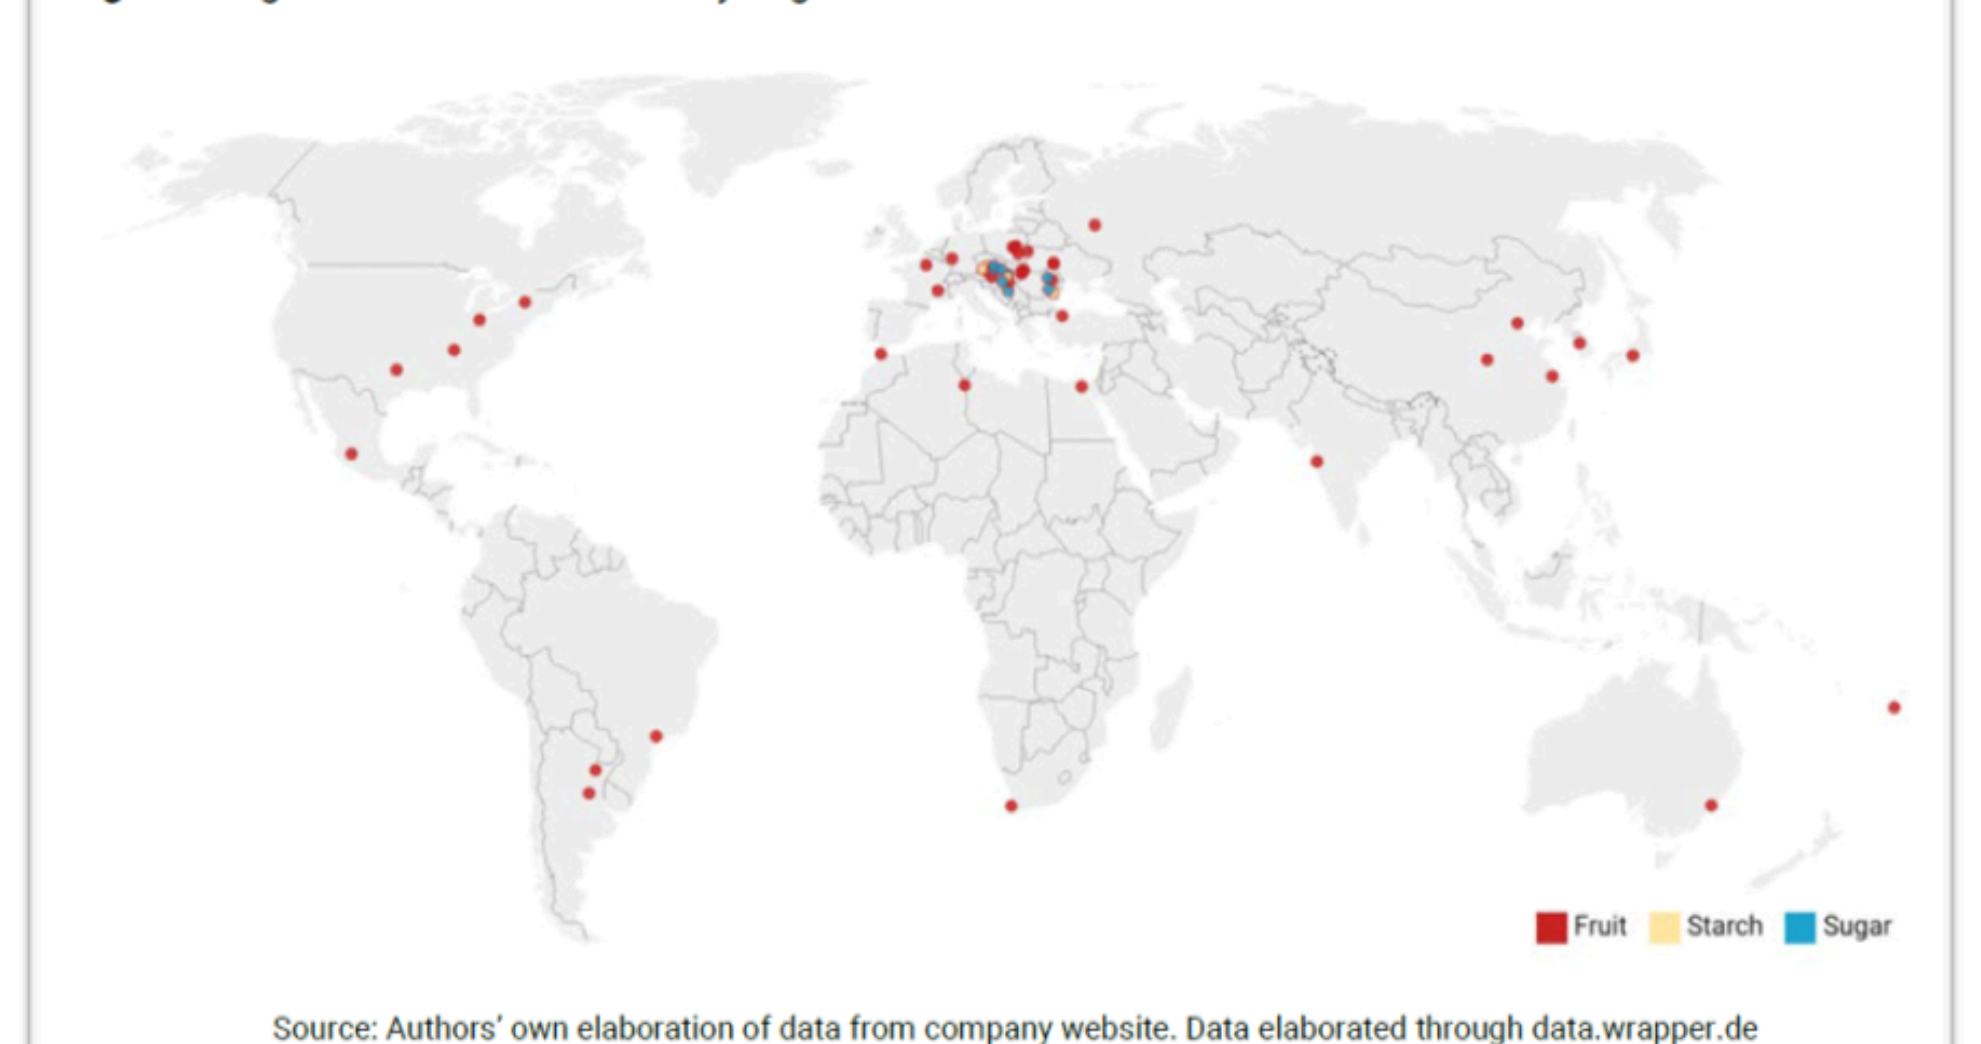 Fruit Starch Sugar
Source: Authors’ own elaboration of data from company website. Data elaborated through data.wrapper.de